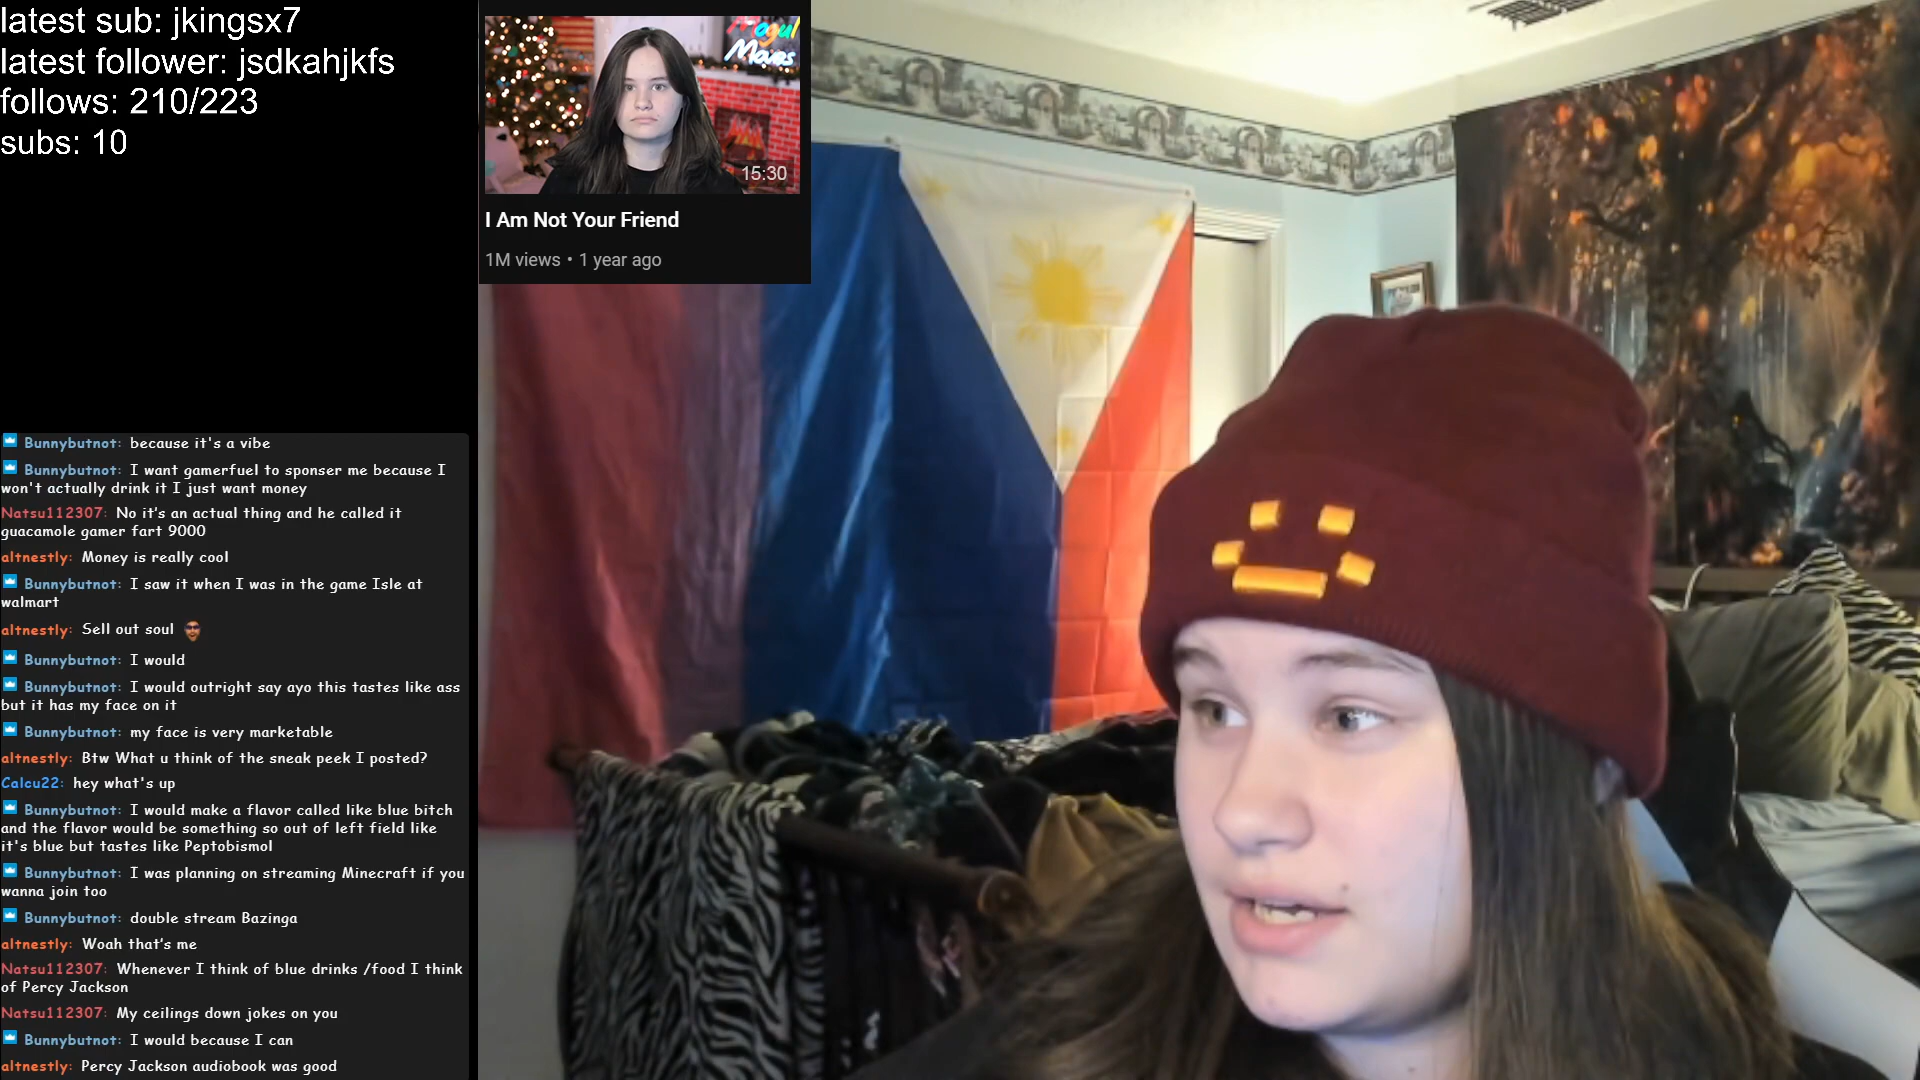 latest sub: jkingsx7
latest follower: jsdkahjkfs
follows: 210/223
subs: 10
Mogul
Moves
15:30
I Am Not Your Friend
1M views • 1 year ago
Bunnybutnot: because it's a vibe
Bunnybutnot: I want gamerfuel to sponser me because I
won't actually drink it I just want money
Natsu112307: No it's an actual thing and he called it
guacamole gamer fart 9000
altnestly: Money is really cool
Bunnybutnot: I saw it when I was in the game Isle at
walmart
altnestly: Sell out soul
Bunnybutnot: I would
Bunnybutnot: I would outright say ayo this tastes like ass
but it has my face on it
Bunnybutnot: my face is very marketable
altnestly: Btw What u think of the sneak peek I posted?
Calcu22: hey what's up
Bunnybutnot: I would make a flavor called like blue bitch
and the flavor would be something so out of left field like
it's blue but tastes like Peptobismol
Bunnybutnot: I was planning on streaming Minecraft if you
wanna join too
Bunnybutnot: double stream Bazinga
altnestly: Woah that's me
Natsu112307: Whenever I think of blue drinks /food I think
of Percy Jackson
Natsu112307: My ceilings down jokes on you
Bunnybutnot: I would because I can
altnestly: Percy Jackson audiobook was good